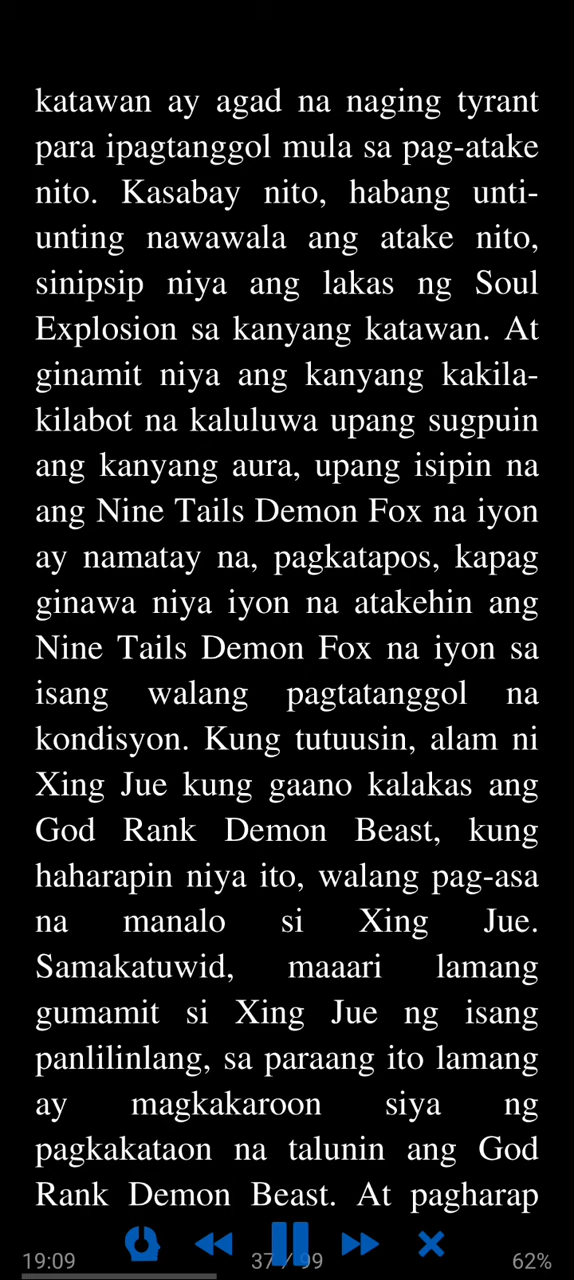 katawan ay agad na naging tyrant
para ipagtanggol mula sa pag-atake
nito. Kasabay nito, habang unti-
unting nawawala ang atake nito,
sinipsip niya ang lakas ng Soul
Explosion sa kanyang katawan. At
ginamit niya ang kanyang kakila-
kilabot na kaluluwa upang sugpuin
ang kanyang aura, upang isipin na
ang Nine Tails Demon Fox na iyon
ay namatay na, pagkatapos, kapag
ginawa niya iyon na atakehin ang
Nine Tails Demon Fox na iyon sa
isang walang pagtatanggol na
kondisyon. Kung tutuusin, alam ni
Xing Jue kung gaano kalakas ang
God Rank Demon Beast, kung
haharapin niya ito, walang pag-asa
na manalo si Xing Jue.
Samakatuwid, maaari lamang
gumamit si Xing Jue ng isang
panlilinlang, sa paraang ito lamang
ay magkakaroon siya ng
pagkakataon na talunin ang God
Rank Demon Beast. At pagharap
19:09 37 / 99 62%